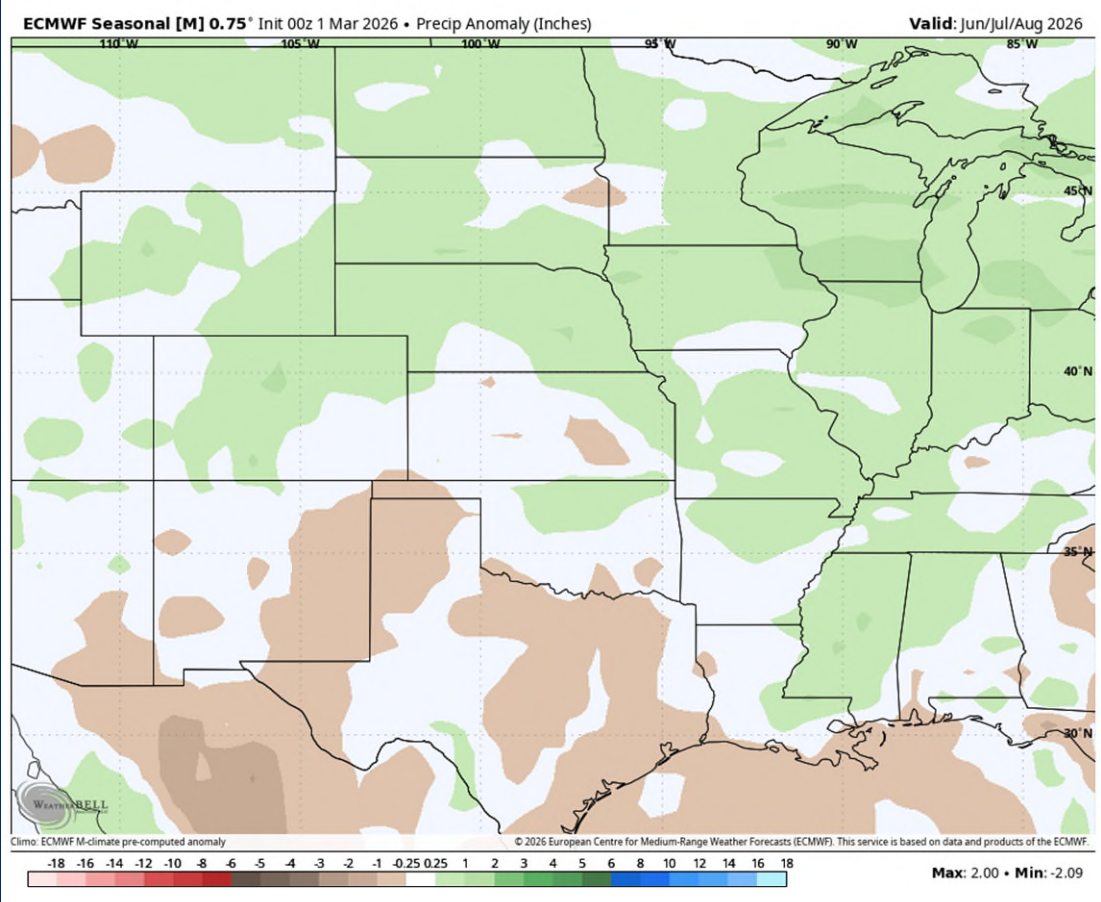 ECMWF Seasonal [M] 0.75° Init 00z 1 Mar 2026 • Precip Anomaly (Inches) Valid: Jun/Jul/Aug 2026
110°W 105°W 100°W 95°W 90°W 85°W
45°N
40°N
35°N
30°N
WEATHERBELL
Climo: ECMWF M-climate pre-computed anomaly © 2026 European Centre for Medium-Range Weather Forecasts (ECMWF). This service is based on data and products of the ECMWF.
-18 -16 -14 -12 -10 -8 -6 -5 -4 -3 -2 -1 -0.25 0.25 1 2 3 4 5 6 8 10 12 14 16 18
Max: 2.00 • Min: -2.09